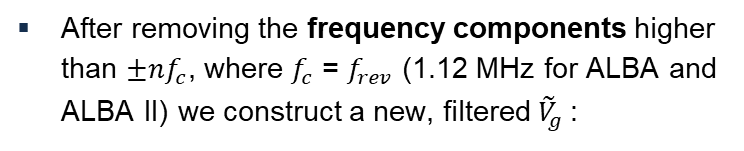 ▪ After removing the frequency components higher
than ±nf_c, where f_c = f_rev (1.12 MHz for ALBA and
ALBA II) we construct a new, filtered Ṽ_g :